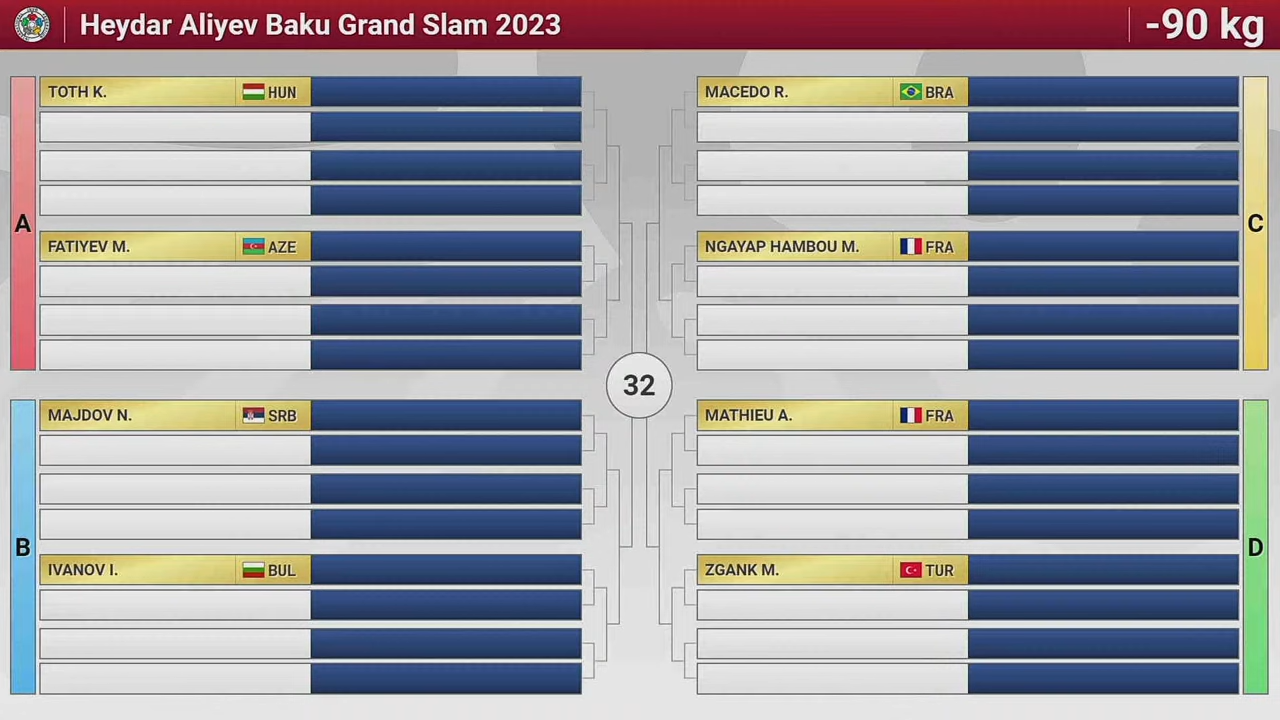 Heydar Aliyev Baku Grand Slam 2023
-90 kg
A
TOTH K. HUN
FATIYEV M. AZE
B
MAJDOV N. SRB
IVANOV I. BUL
32
C
MACEDO R. BRA
NGAYAP HAMBOU M. FRA
D
MATHIEU A. FRA
ZGANK M. TUR